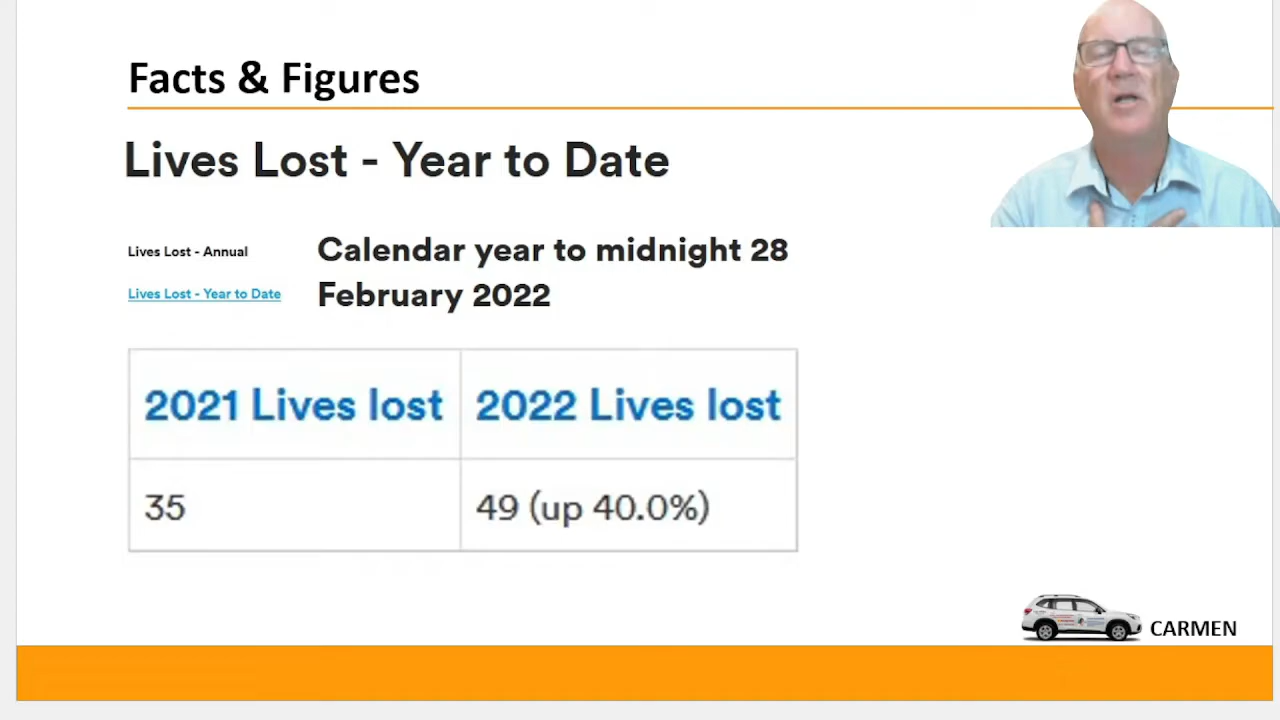 Facts & Figures
Lives Lost - Year to Date
Lives Lost - Annual
Lives Lost - Year to Date
Calendar year to midnight 28
February 2022
2021 Lives lost
2022 Lives lost
35
49 (up 40.0%)
CARMEN